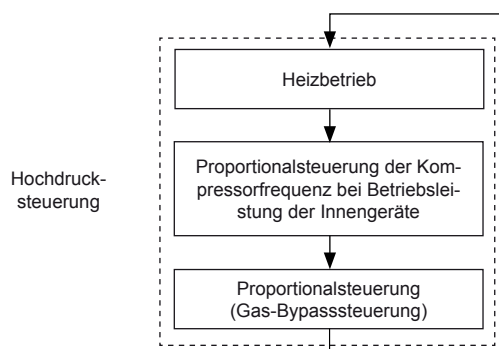 Heizbetrieb
Hochdruck-
steuerung
Proportionalsteuerung der Kom-
pressorfrequenz bei Betriebslei-
stung der Innengeräte
Proportionalsteuerung
(Gas-Bypasssteuerung)